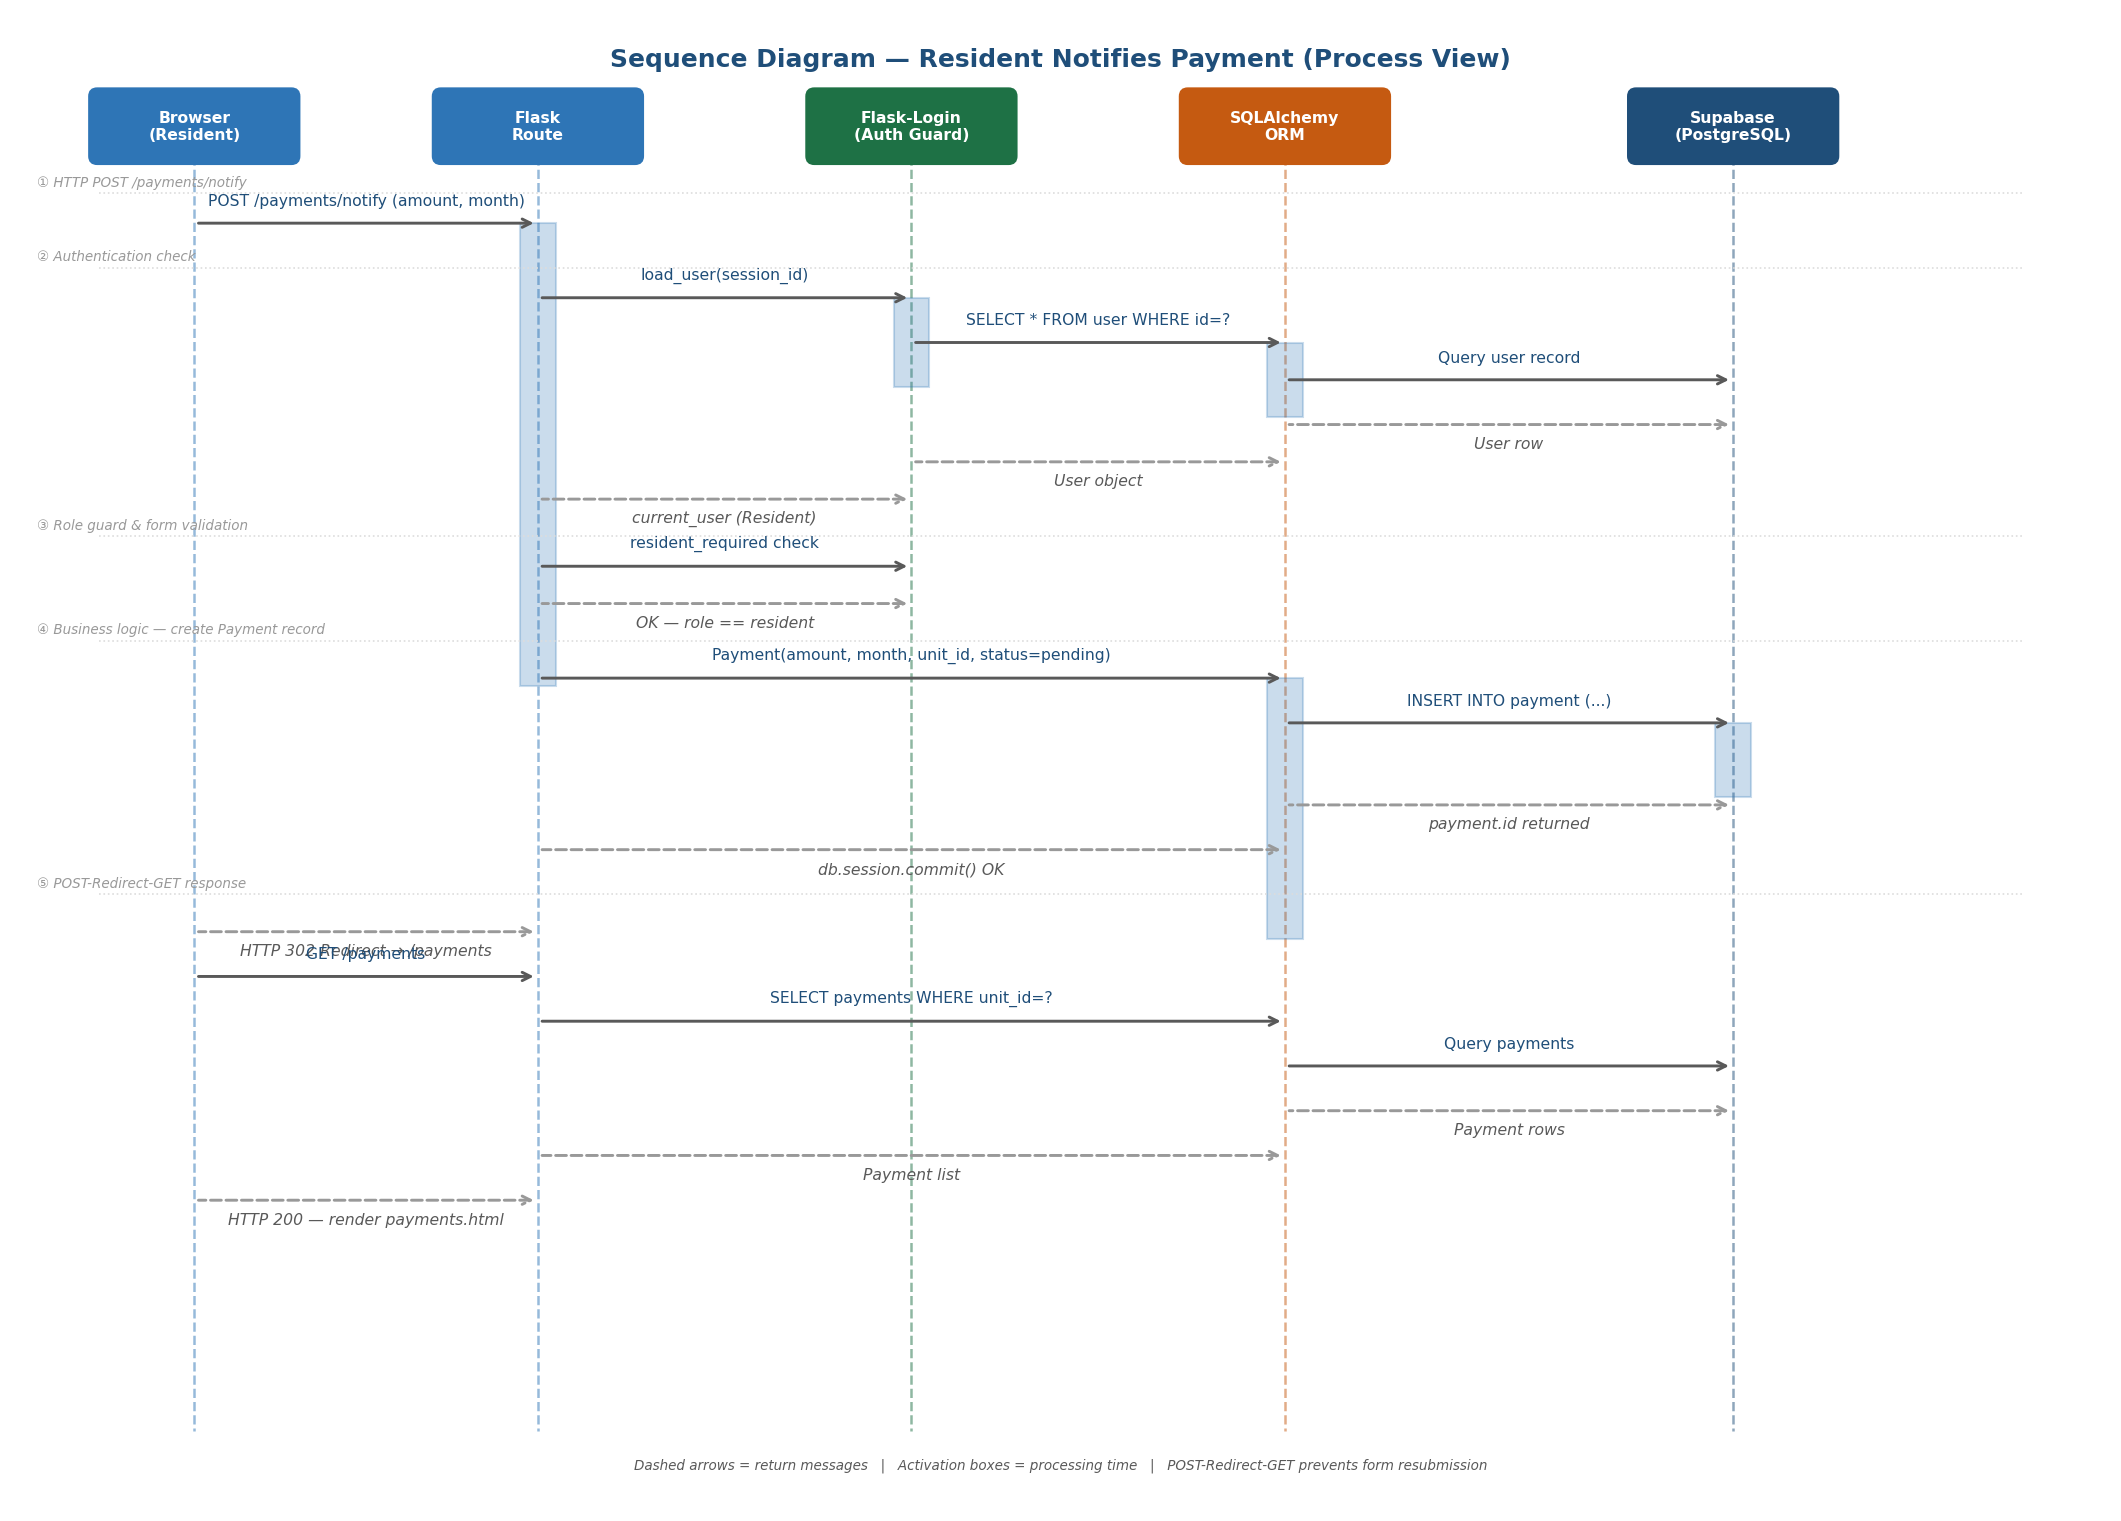 Sequence Diagram — Resident Notifies Payment (Process View)
Browser
(Resident)
Flask
Route
Flask-Login
(Auth Guard)
SQLAlchemy
ORM
Supabase
(PostgreSQL)
① HTTP POST /payments/notify
POST /payments/notify (amount, month)
② Authentication check
load_user(session_id)
SELECT * FROM user WHERE id=?
Query user record
User row
User object
current_user (Resident)
③ Role guard & form validation
resident_required check
OK — role == resident
④ Business logic — create Payment record
Payment(amount, month, unit_id, status=pending)
INSERT INTO payment (...)
payment.id returned
db.session.commit() OK
⑤ POST-Redirect-GET response
HTTP 302 Redirect → /payments
GET /payments
SELECT payments WHERE unit_id=?
Query payments
Payment rows
Payment list
HTTP 200 — render payments.html
Dashed arrows = return messages | Activation boxes = processing time | POST-Redirect-GET prevents form resubmission